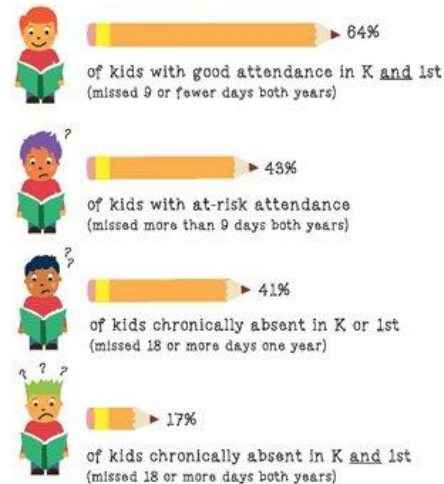 64%
of kids with good attendance in K and 1st
(missed 9 or fewer days both years)
?
43%
of kids with at-risk attendance
(missed more than 9 days both years)
?
?
41%
of kids chronically absent in K or 1st
(missed 18 or more days one year)
? ? ?
17%
of kids chronically absent in K and 1st
(missed 18 or more days both years)